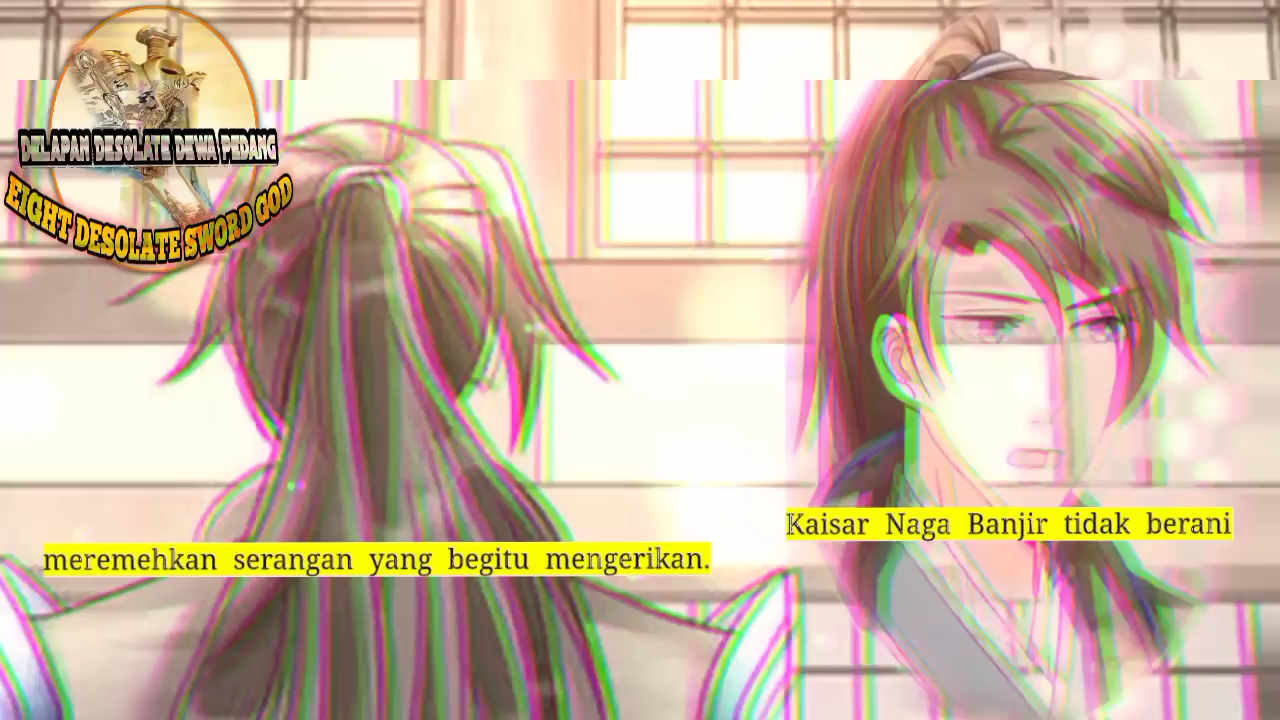 DELAPAN DESOLATE DEWA PEDANG
EIGHT DESOLATE SWORD GOD
Kaisar Naga Banjir tidak berani
meremehkan serangan yang begitu mengerikan.